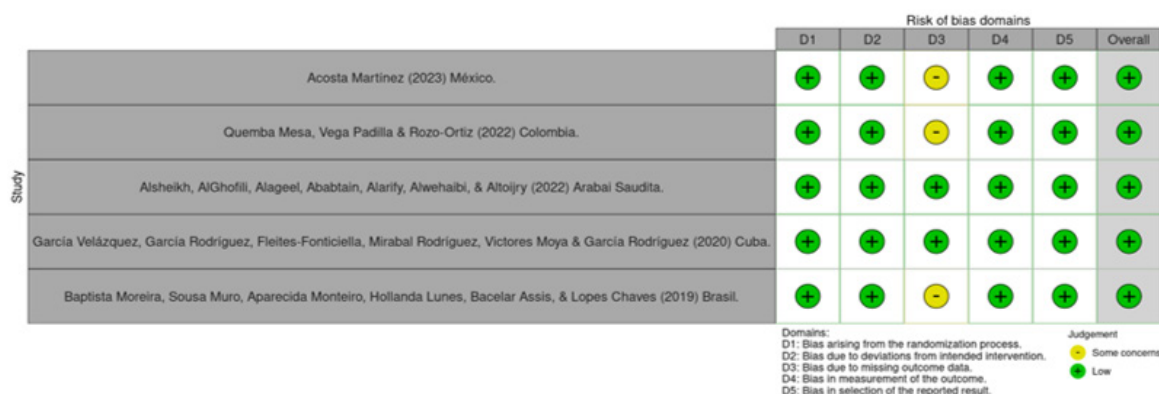 Risk of bias domains
D1 D2 D3 D4 D5 Overall
Study
Acosta Martínez (2023) México. + + - + + +
Quemba Mesa, Vega Padilla & Rozo-Ortiz (2022) Colombia. + + - + + +
Alsheikh, AlGhofili, Alageel, Ababtain, Alarify, Alwehaibi, & Altoijry (2022) Arabai Saudita. + + + + + +
García Velázquez, García Rodríguez, Fleites-Fonticiella, Mirabal Rodríguez, Victores Moya & García Rodríguez (2020) Cuba. + + + + + +
Baptista Moreira, Sousa Muro, Aparecida Monteiro, Hollanda Lunes, Bacelar Assis, & Lopes Chaves (2019) Brasil. + + - + + +
Domains:
D1: Bias arising from the randomization process.
D2: Bias due to deviations from intended intervention.
D3: Bias due to missing outcome data.
D4: Bias in measurement of the outcome.
D5: Bias in selection of the reported result.
Judgement
- Some concerns
+ Low